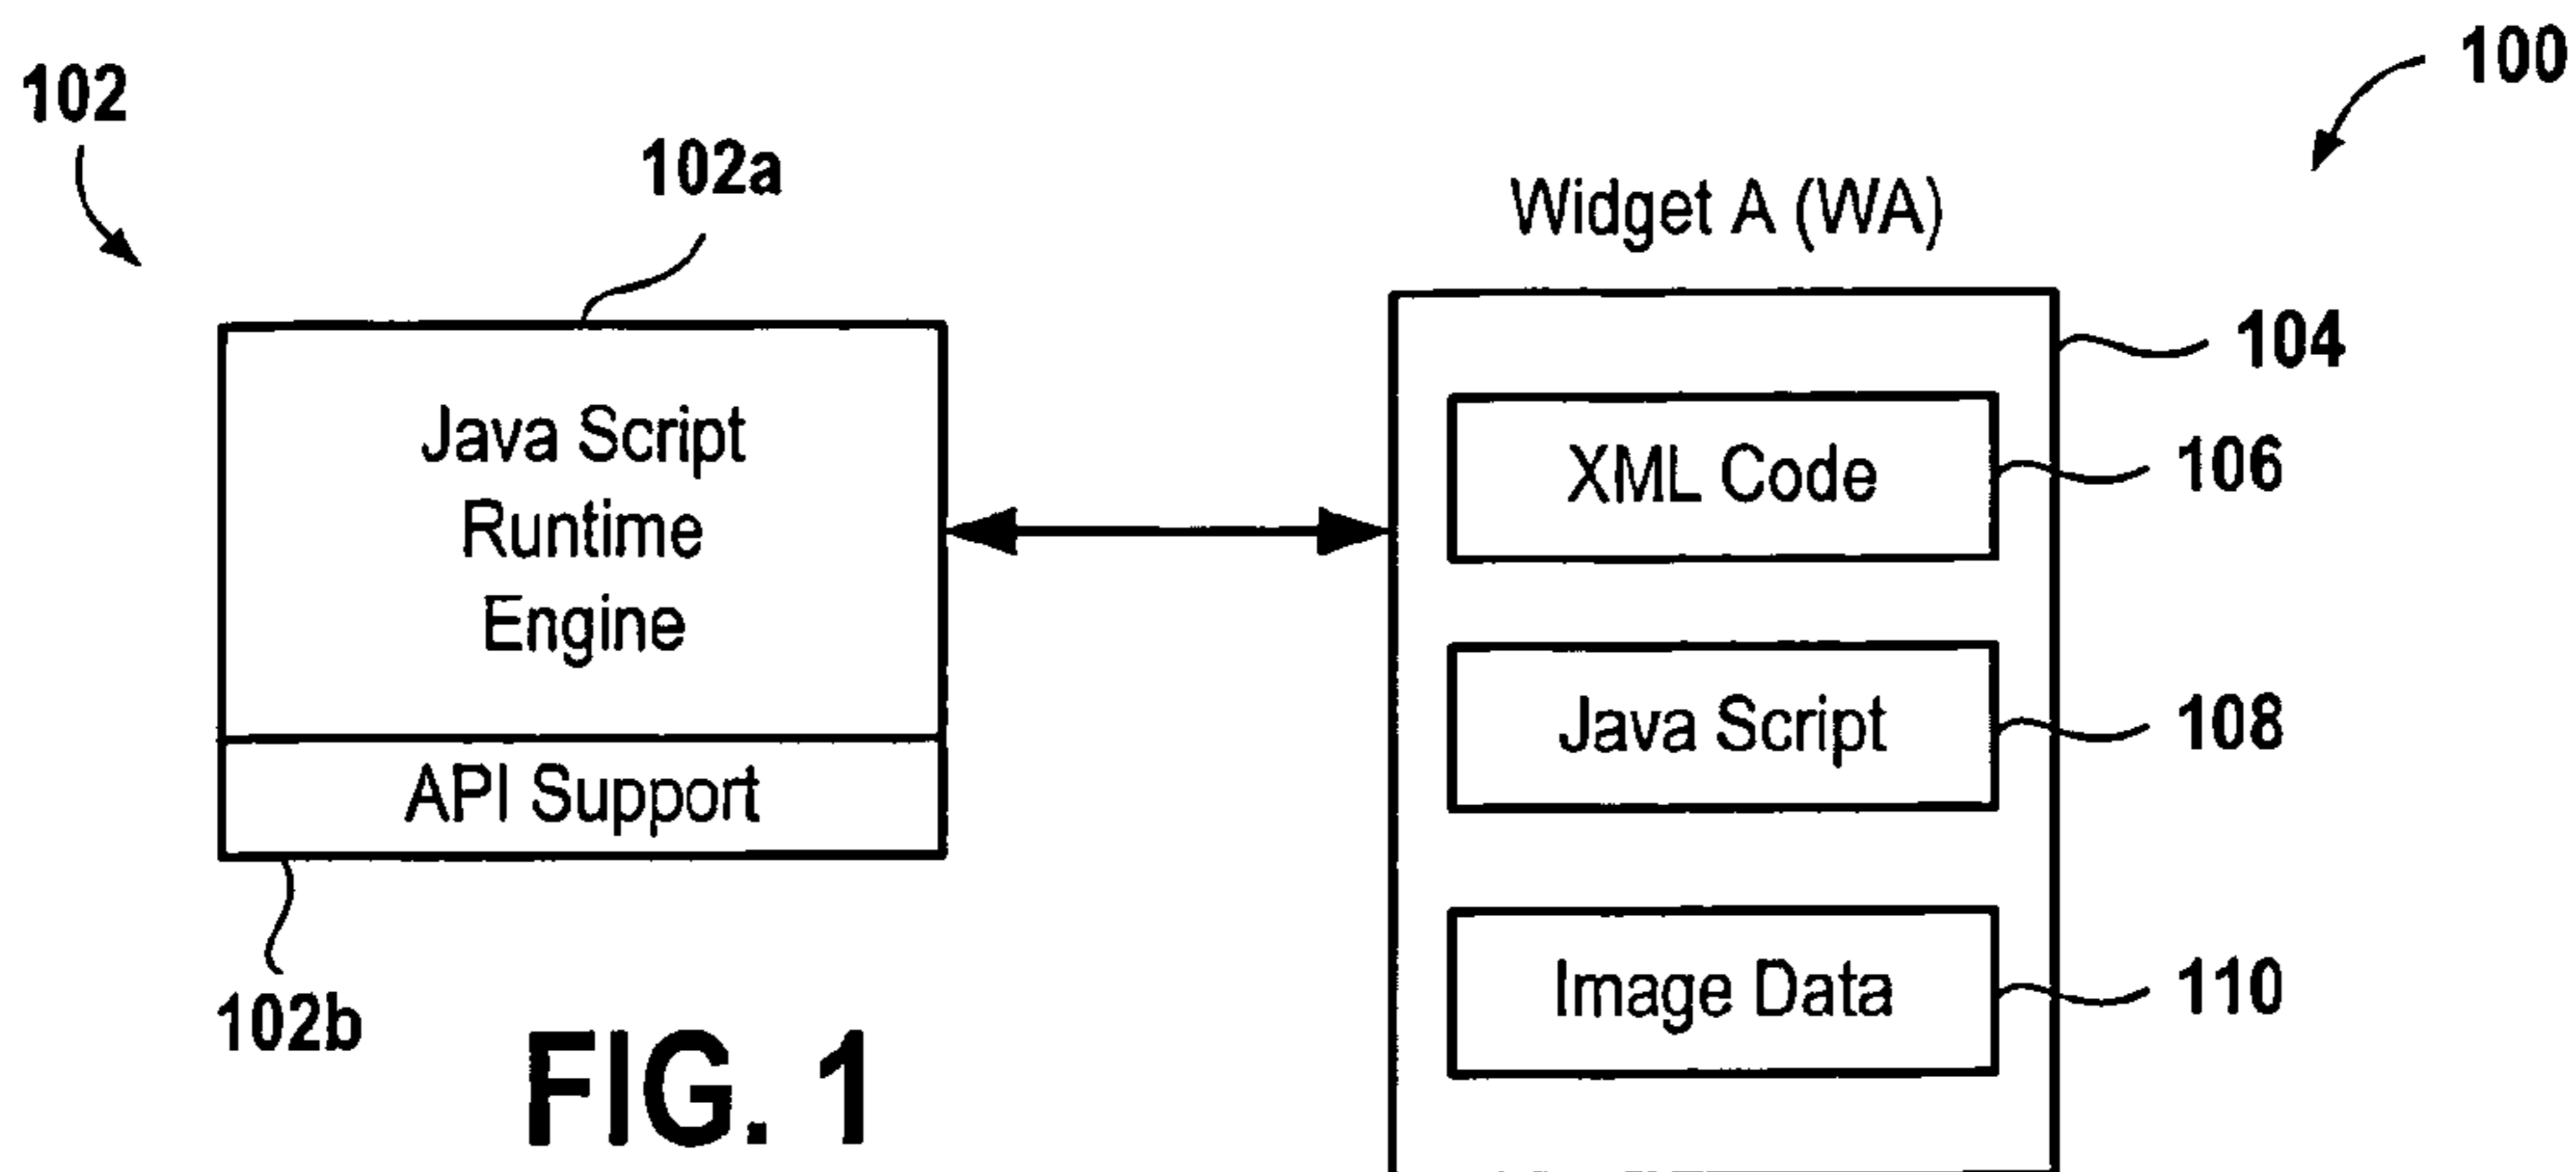 100
102
102a
Widget A (WA)
104
Java Script
Runtime
Engine
XML Code
106
Java Script
108
API Support
Image Data
110
102b
FIG. 1